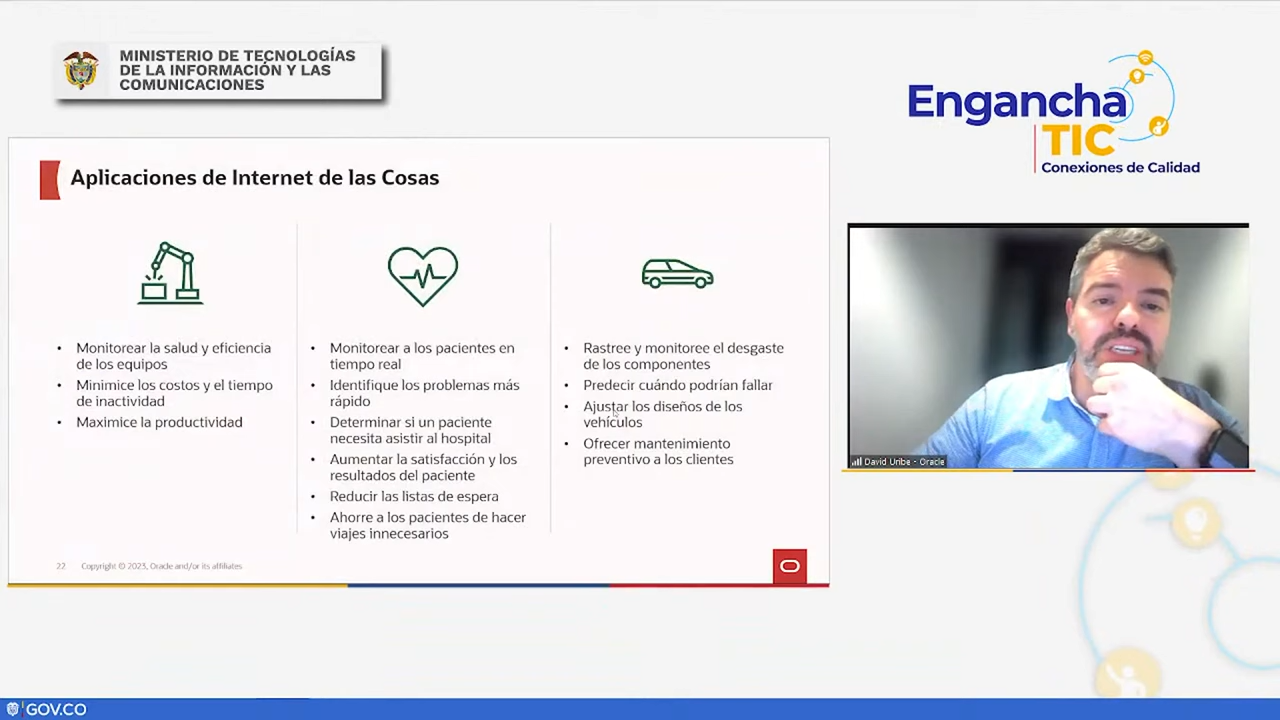 MINISTERIO DE TECNOLOGÍAS
DE LA INFORMACIÓN Y LAS
COMUNICACIONES
Engancha
TIC
Conexiones de Calidad
Aplicaciones de Internet de las Cosas
• Monitorear la salud y eficiencia
de los equipos
• Minimice los costos y el tiempo
de inactividad
• Maximice la productividad
• Monitorear a los pacientes en
tiempo real
• Identifique los problemas más
rápido
• Determinar si un paciente
necesita asistir al hospital
• Aumentar la satisfacción y los
resultados del paciente
• Reducir las listas de espera
• Ahorre a los pacientes de hacer
viajes innecesarios
• Rastree y monitoree el desgaste
de los componentes
• Predecir cuándo podrían fallar
• Ajustar los diseños de los
vehículos
• Ofrecer mantenimiento
preventivo a los clientes
22 Copyright © 2023, Oracle and/or its affiliates
David Uribe - Oracle
GOV.CO